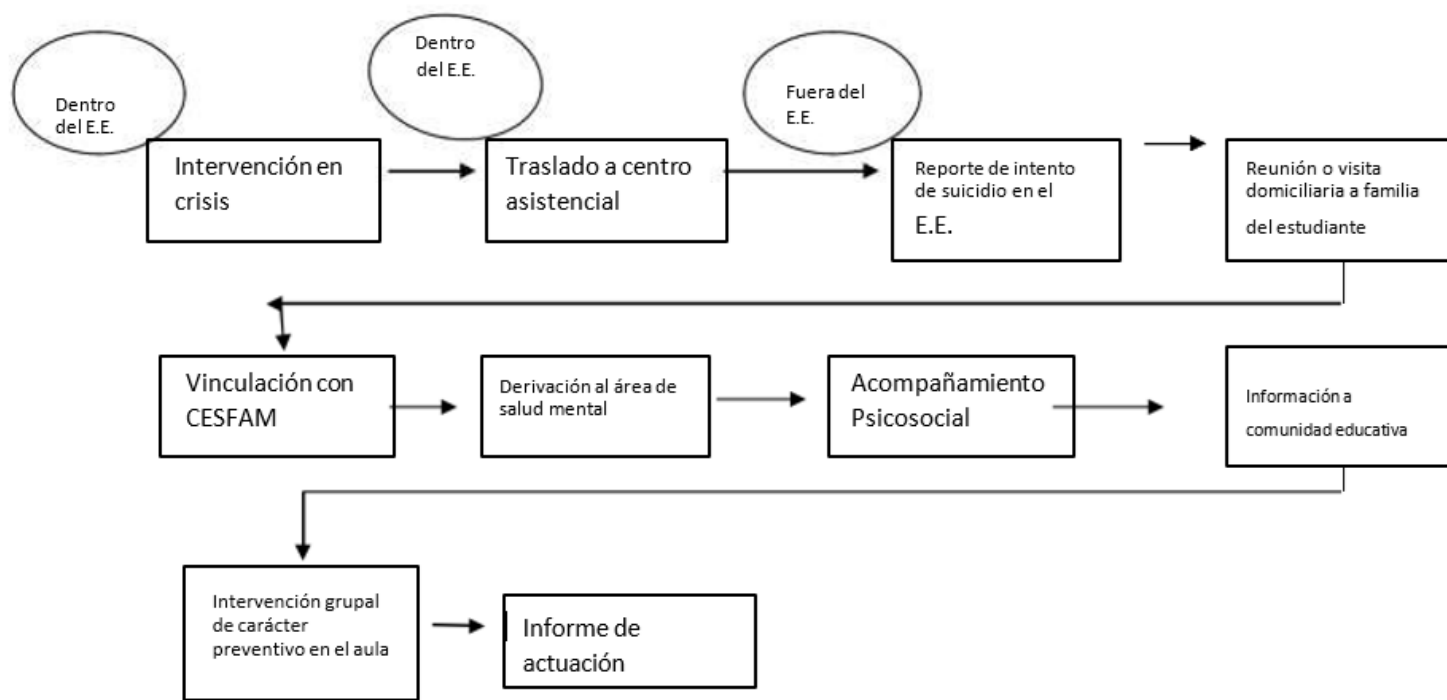 Dentro
del E.E.
Intervención en
crisis
Dentro
del E.E.
Traslado a centro
asistencial
Fuera del
E.E.
Reporte de intento
de suicidio en el
E.E.
Reunión o visita
domiciliaria a familia
del estudiante
Vinculación con
CESFAM
Derivación al área de
salud mental
Acompañamiento
Psicosocial
Información a
comunidad educativa
Intervención grupal
de carácter
preventivo en el aula
Informe de
actuación